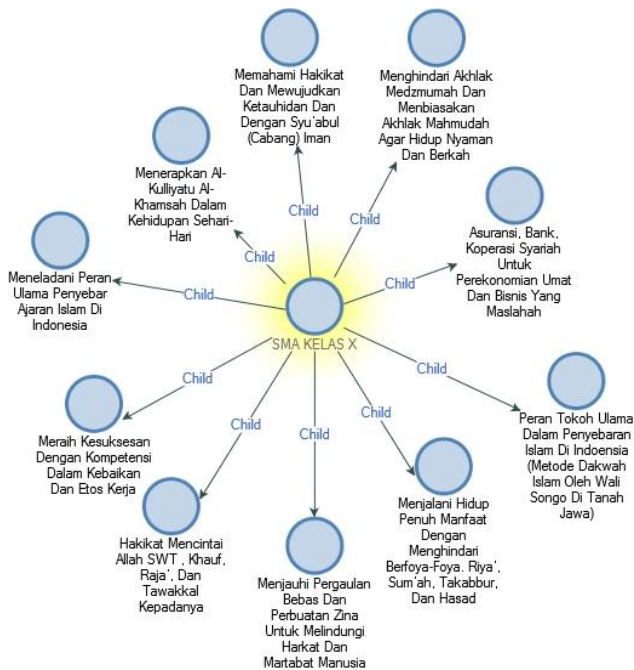 Memahami Hakikat
Dan Mewujudkan
Ketauhidan Dan
Dengan Syu'abul
(Cabang) Iman
Menghindari Akhlak
Medzmumah Dan
Menbiasakan
Akhlak Mahmudah
Agar Hidup Nyaman
Dan Berkah
Menerapkan Al-
Kulliyatu Al-
Khamsah Dalam
Kehidupan Sehari-
Hari
Asuransi, Bank,
Koperasi Syariah
Untuk
Perekonomian Umat
Dan Bisnis Yang
Maslahah
Meneladani Peran
Ulama Penyebar
Ajaran Islam Di
Indonesia
Child
Child
Child
Child
Child
SMA KELAS X
Child
Child
Child
Child
Child
Meraih Kesuksesan
Dengan Kompetensi
Dalam Kebaikan
Dan Etos Kerja
Peran Tokoh Ulama
Dalam Penyebaran
Islam Di Indoensia
(Metode Dakwah
Islam Oleh Wali
Songo Di Tanah
Jawa)
Hakikat Mencintai
Allah SWT , Khauf,
Raja', Dan
Tawakkal
Kepadanya
Menjalani Hidup
Penuh Manfaat
Dengan
Menghindari
Berfoya-Foya. Riya',
Sum'ah, Takabbur,
Dan Hasad
Menjauhi Pergaulan
Bebas Dan
Perbuatan Zina
Untuk Melindungi
Harkat Dan
Martabat Manusia